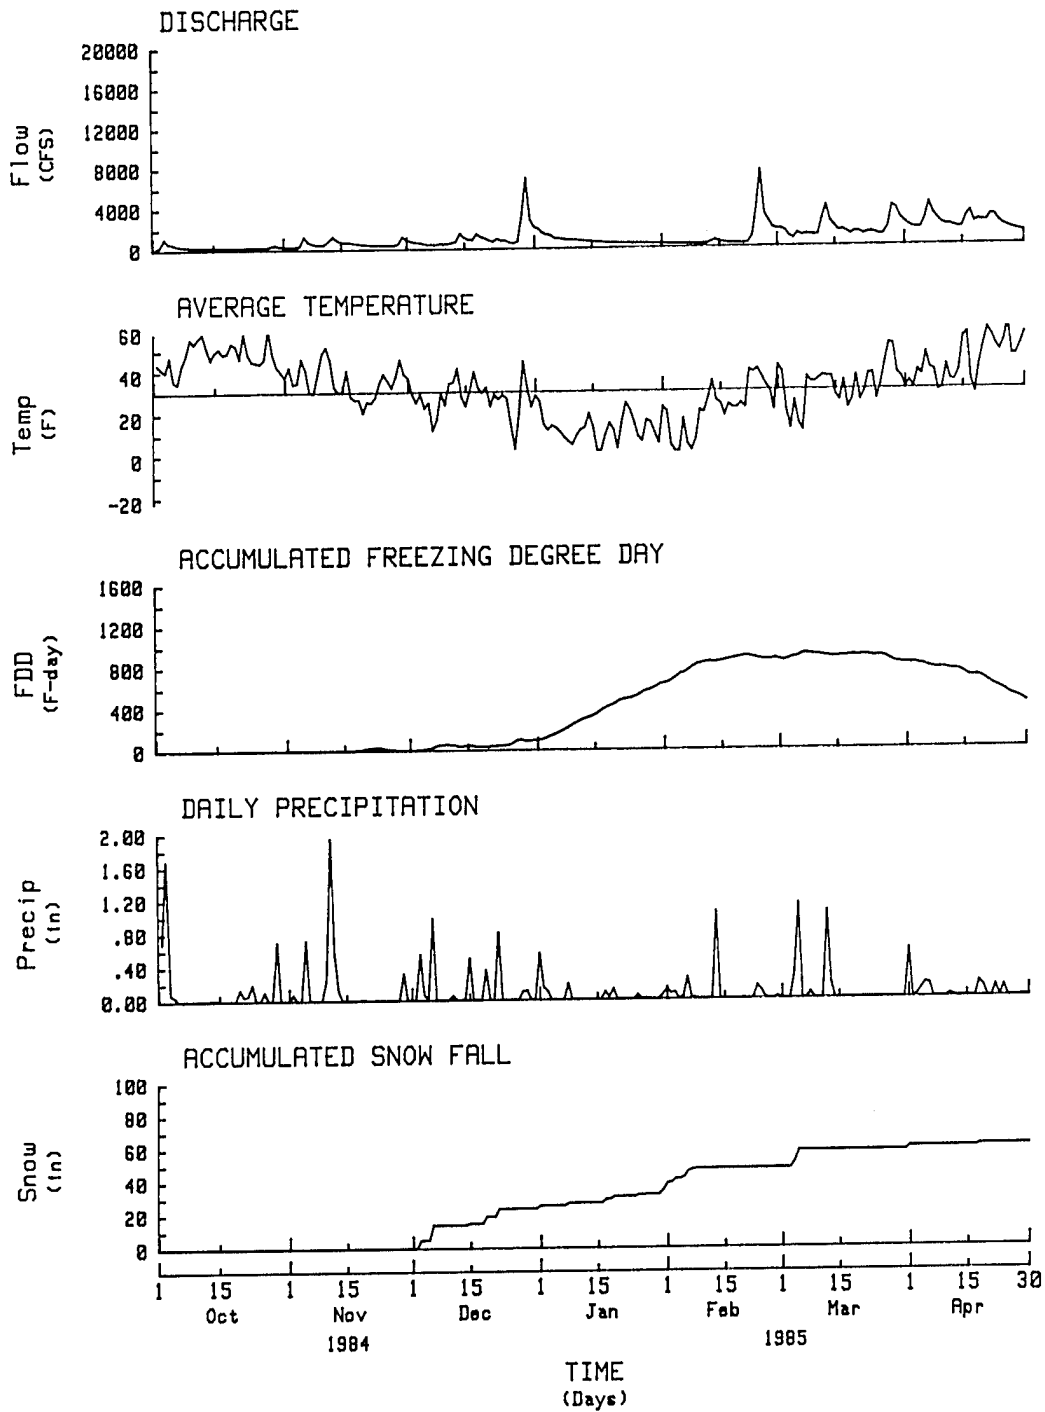 DISCHARGE
20000
16000
12000
8000
4000
0
Flow
(CFS)
AVERAGE TEMPERATURE
60
40
20
0
-20
Temp
(F)
ACCUMULATED FREEZING DEGREE DAY
1600
1200
800
400
0
FDD
(F-day)
DAILY PRECIPITATION
2.00
1.60
1.20
.80
.40
0.00
Precip
(in)
ACCUMULATED SNOW FALL
100
80
60
40
20
0
Snow
(in)
1 15 1 15 1 15 1 15 1 15 1 15 1 15 30
Oct Nov Dec Jan Feb Mar Apr
1984 1985
TIME
(Days)